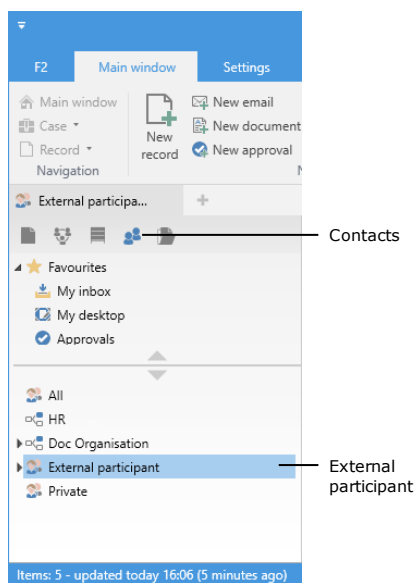 F2 Main window Settings
Main window
Case
Record
Navigation
New
record
New email
New document
New approval
External participa...
Contacts
Favourites
My inbox
My desktop
Approvals
All
HR
Doc Organisation
External participant
Private
External
participant
Items: 5 - updated today 16:06 (5 minutes ago)